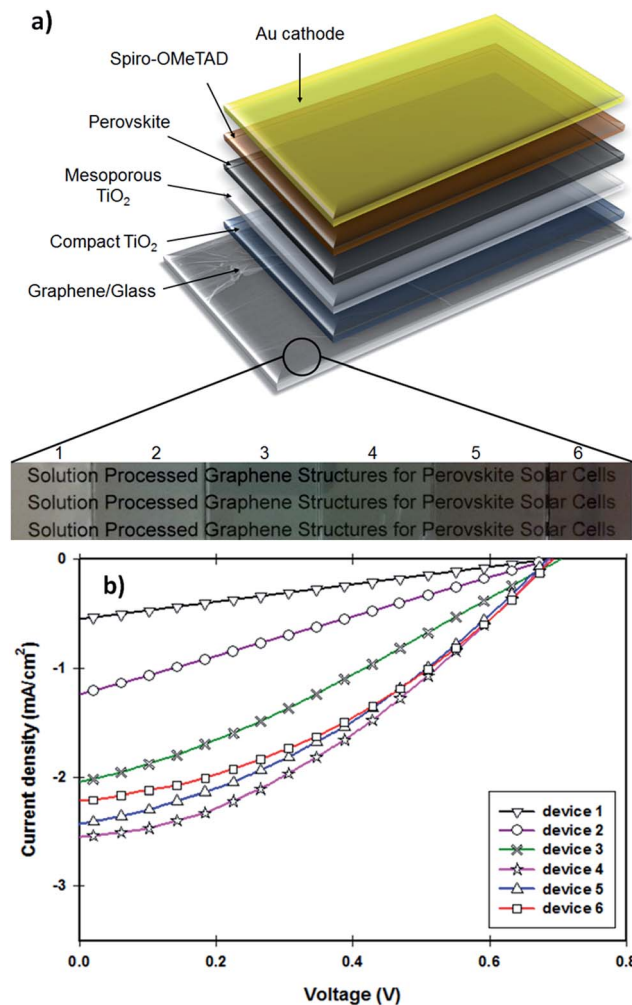 a)
Au cathode
Spiro-OMeTAD
Perovskite
Mesoporous
TiO2
Compact TiO2
Graphene/Glass
1 2 3 4 5 6
Solution Processed Graphene Structures for Perovskite Solar Cells
Solution Processed Graphene Structures for Perovskite Solar Cells
Solution Processed Graphene Structures for Perovskite Solar Cells
b)
0
-1
-2
-3
Current density (mA/cm²)
device 1
device 2
device 3
device 4
device 5
device 6
0.0 0.2 0.4 0.6 0.8
Voltage (V)